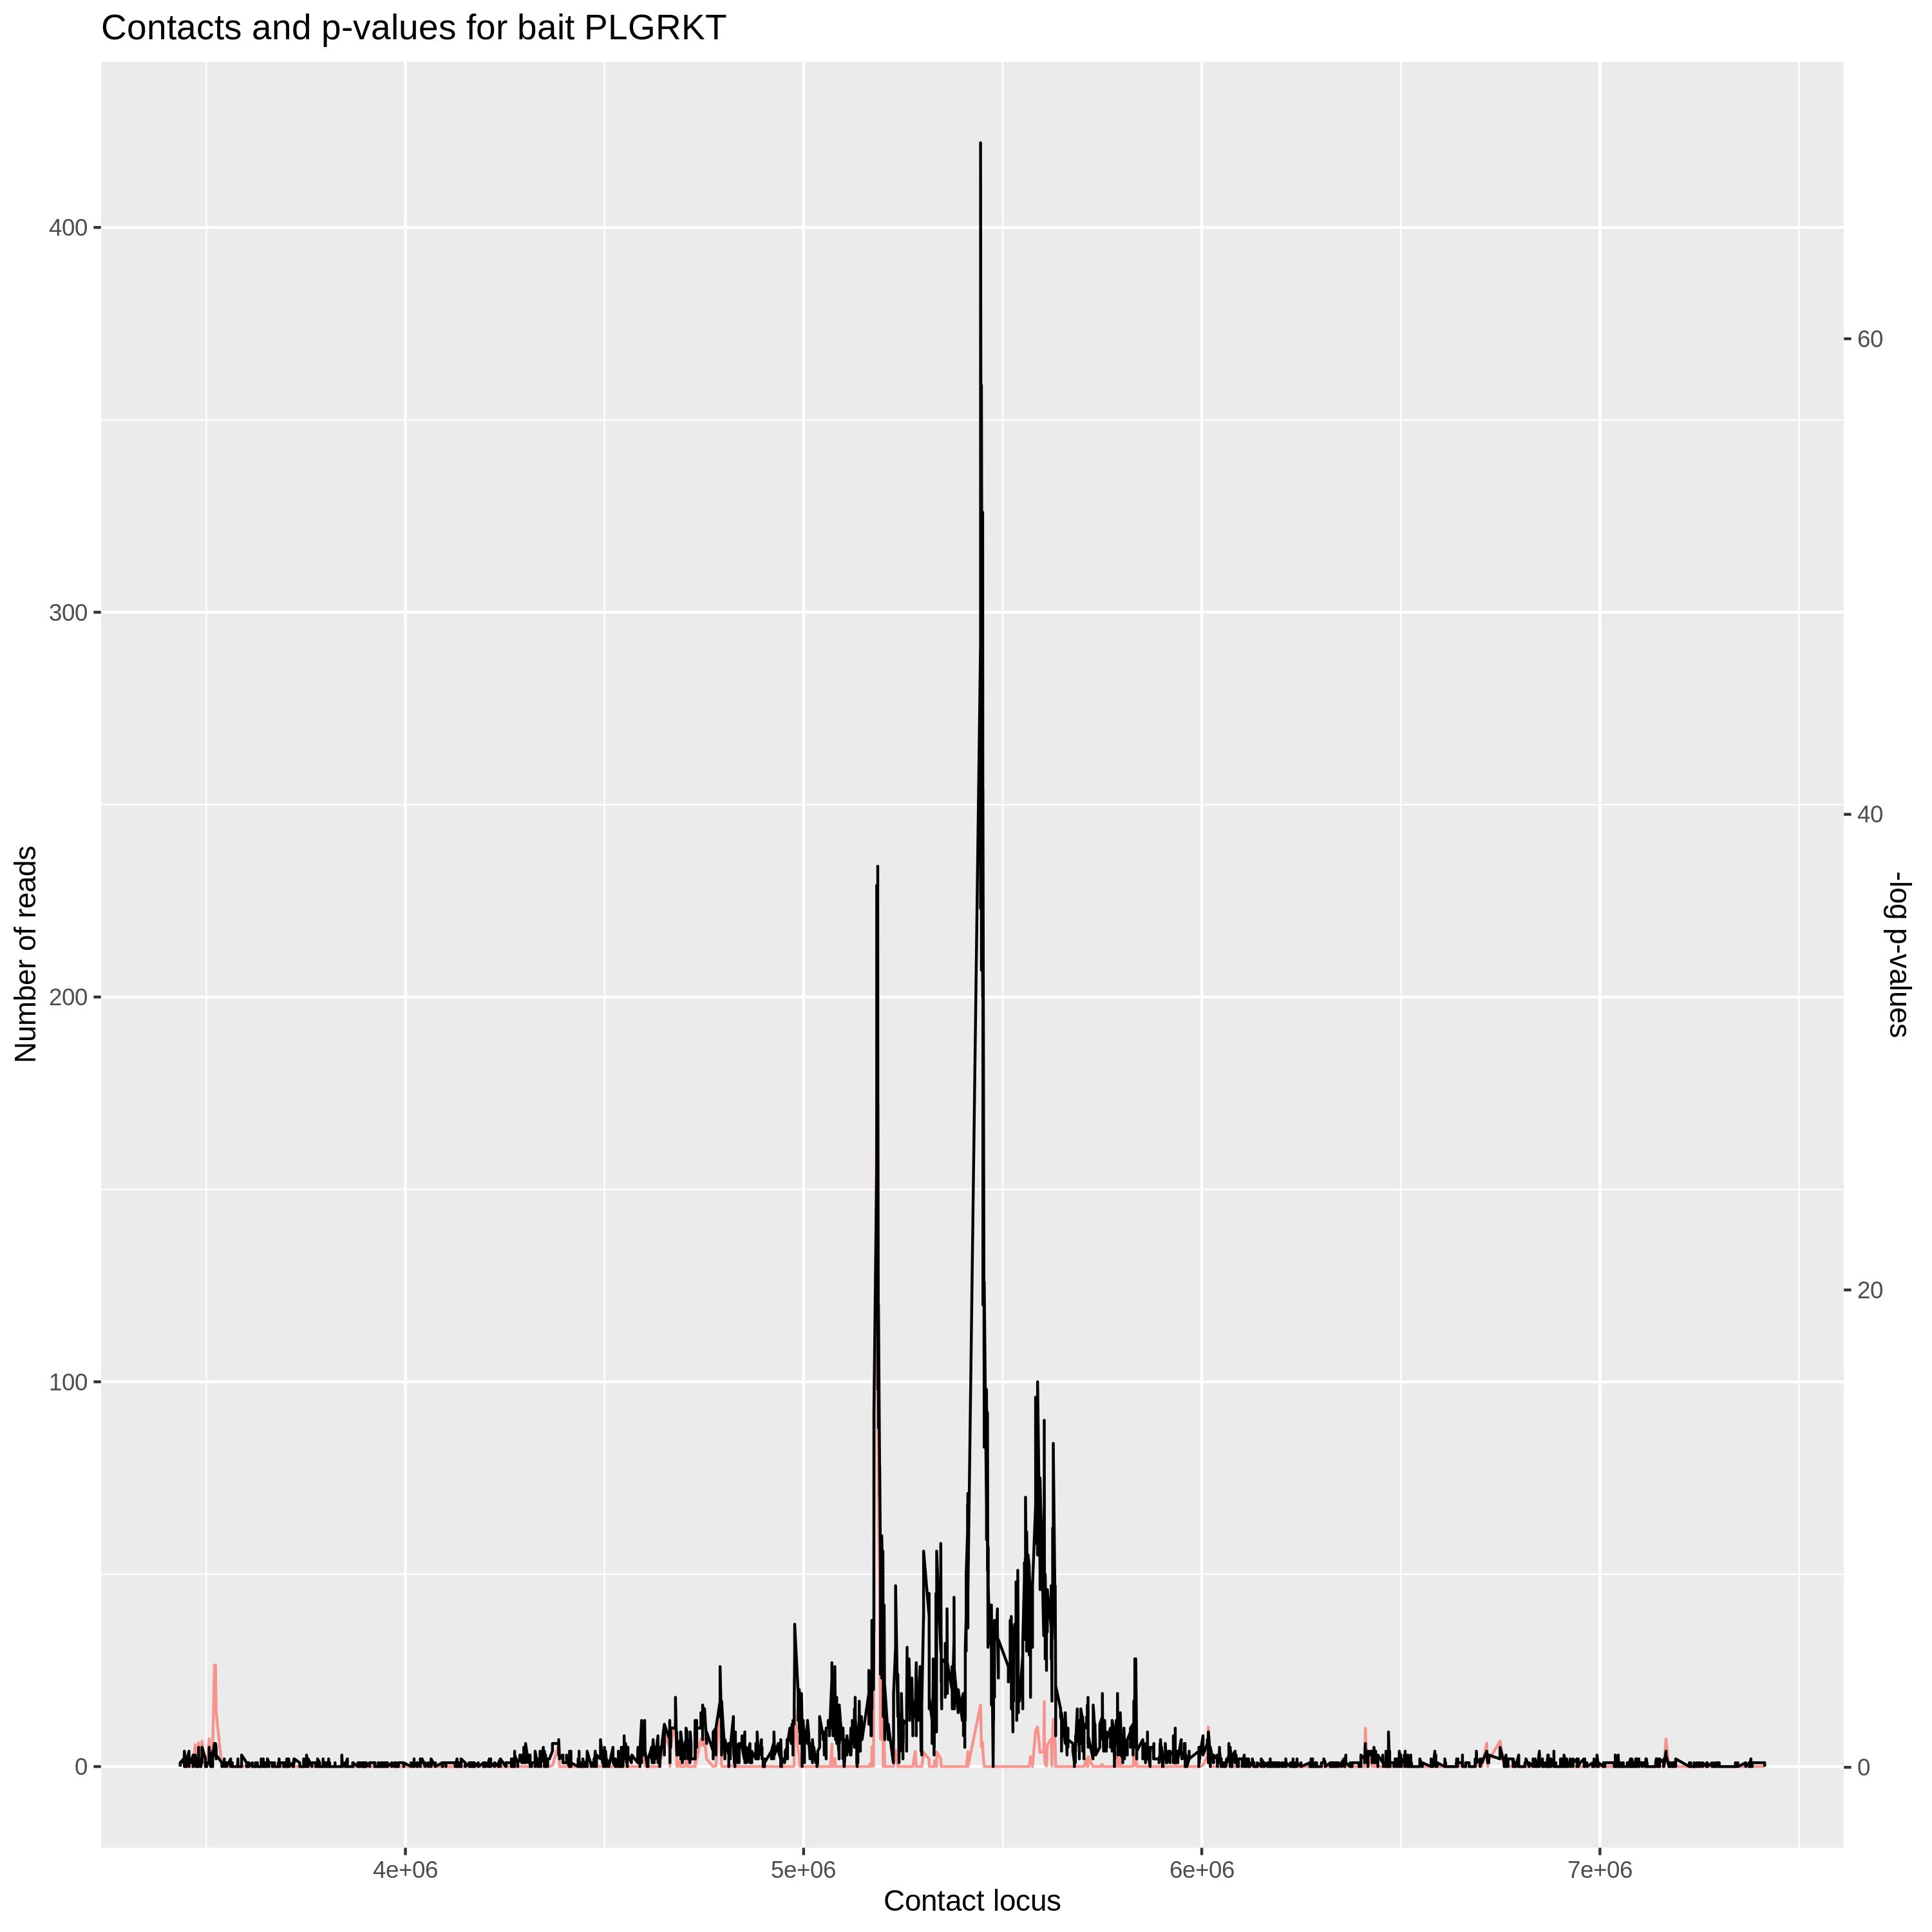 Contacts and p-values for bait PLGRKT
400
300
200
100
0
60
40
20
0
Number of reads
-log p-values
4e+06 5e+06 6e+06 7e+06
Contact locus